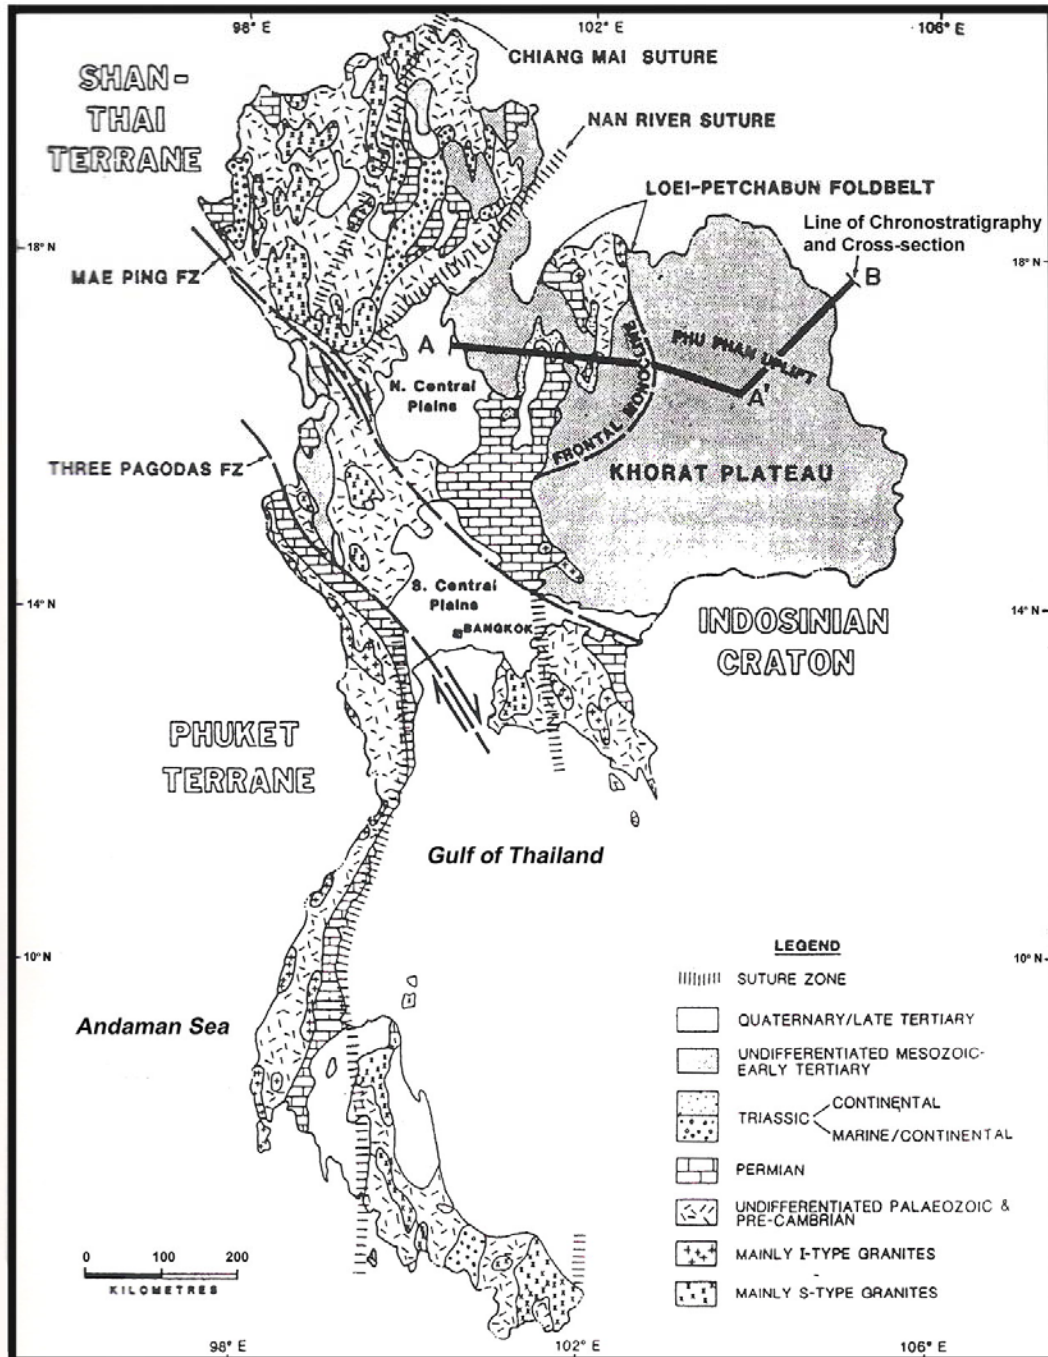 98° E
102° E
106° E
CHIANG MAI SUTURE
SHAN-
THAI
TERRANE
NAN RIVER SUTURE
LOEI-PETCHABUN FOLDBELT
Line of Chronostratigraphy
and Cross-section
18° N
18° N
MAE PING FZ
B
A
PHU PHAN UPLIFT
A'
N. Central
Plains
FRONTAL MONOCLINE
THREE PAGODAS FZ
KHORAT PLATEAU
S. Central
Plains
BANGKOK
14° N
14° N
INDOSINIAN
CRATON
PHUKET
TERRANE
Gulf of Thailand
10° N
10° N
Andaman Sea
LEGEND
SUTURE ZONE
QUATERNARY/LATE TERTIARY
UNDIFFERENTIATED MESOZOIC-
EARLY TERTIARY
TRIASSIC
CONTINENTAL
MARINE/CONTINENTAL
PERMIAN
UNDIFFERENTIATED PALAEOZOIC &
PRE-CAMBRIAN
MAINLY I-TYPE GRANITES
MAINLY S-TYPE GRANITES
0 100 200
KILOMETRES
98° E
102° E
106° E